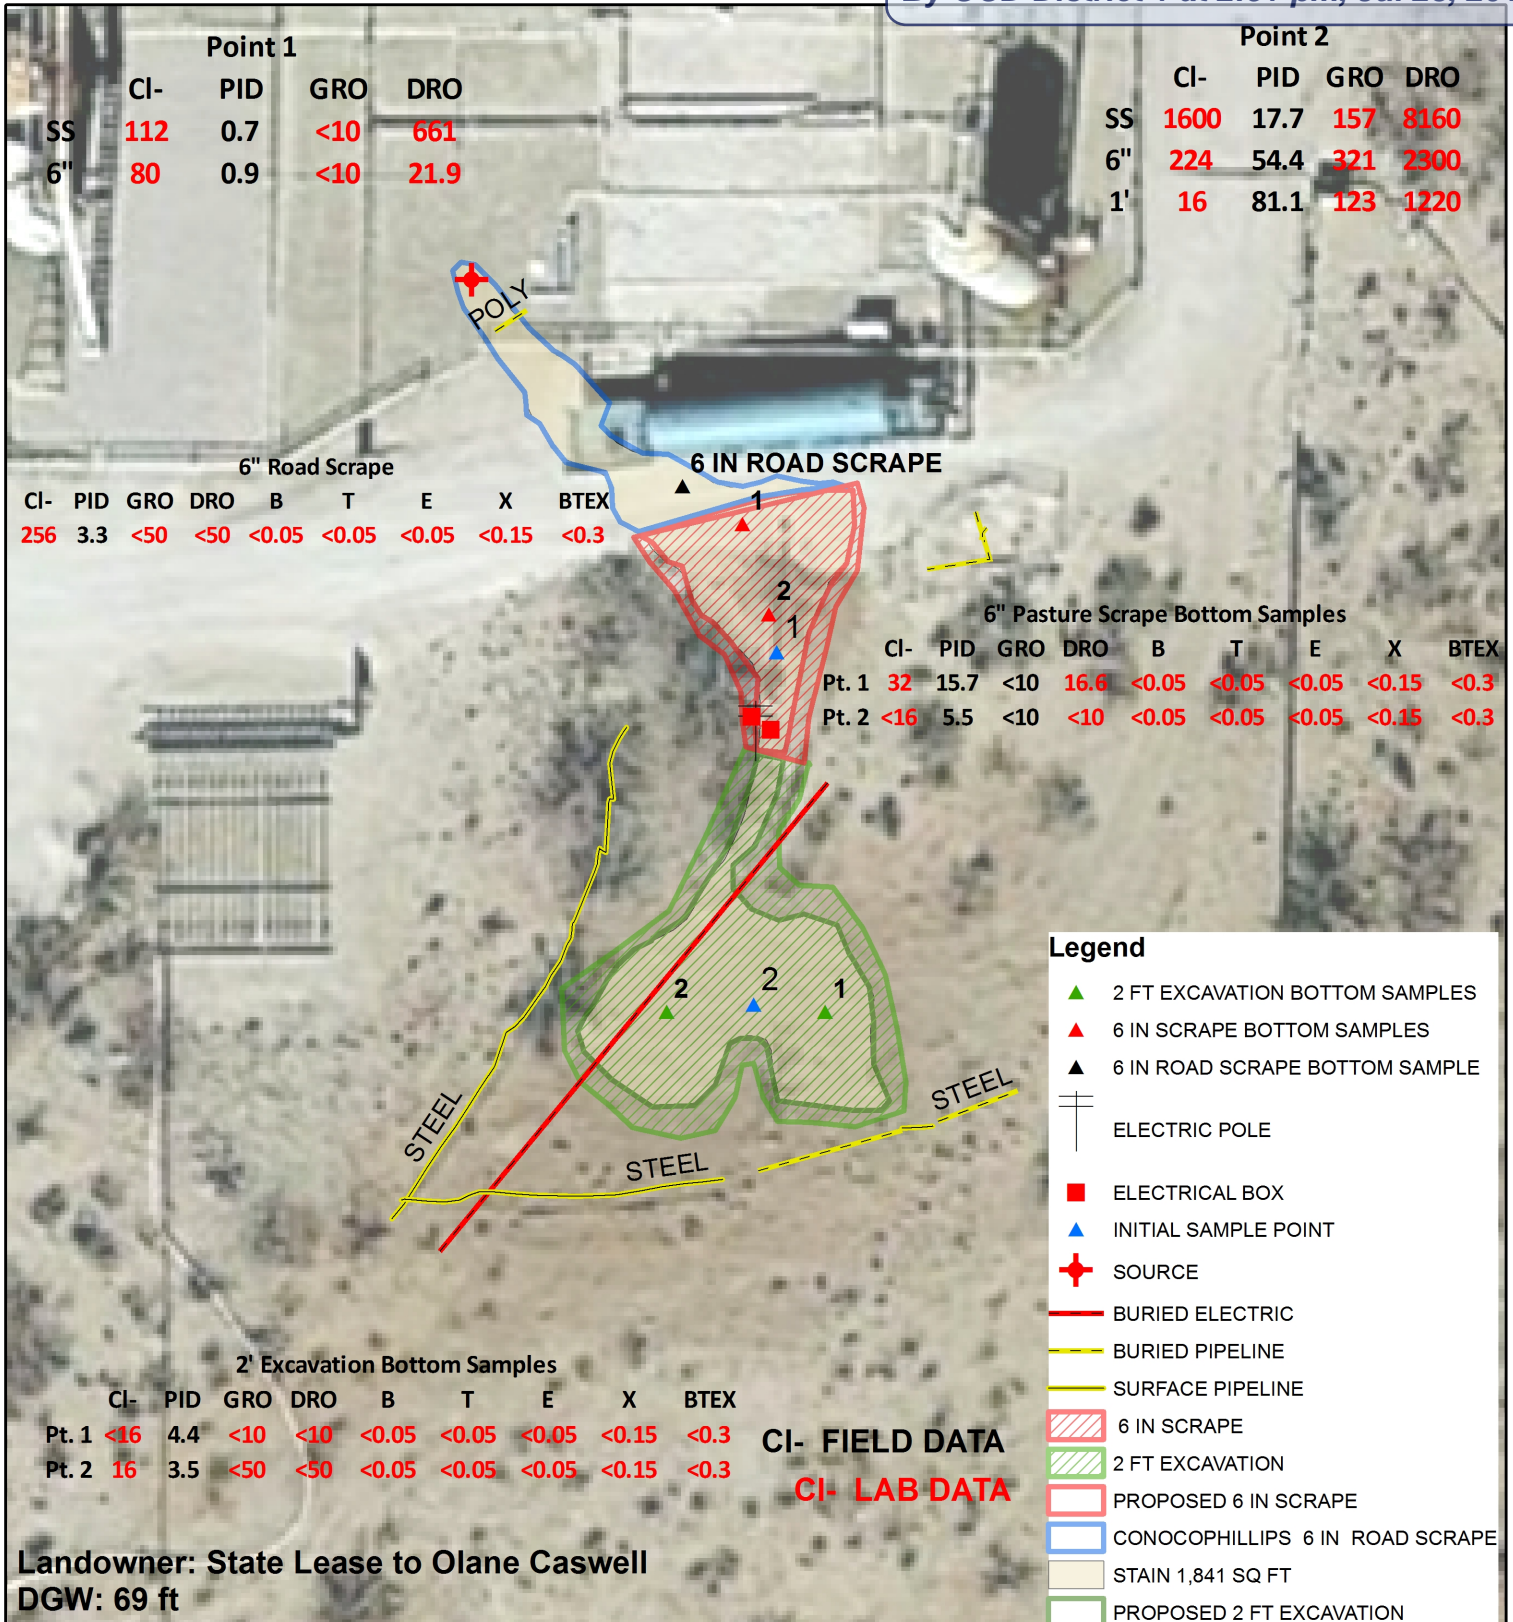 Point 1
Cl- PID GRO DRO
SS 112 0.7 <10 661
6" 80 0.9 <10 21.9
Point 2
Cl- PID GRO DRO
SS 1600 17.7 157 8160
6" 224 54.4 321 2300
1' 16 81.1 123 1220
POLY
6 IN ROAD SCRAPE
1
2
1
6" Road Scrape
Cl- PID GRO DRO B T E X BTEX
256 3.3 <50 <50 <0.05 <0.05 <0.05 <0.15 <0.3
6" Pasture Scrape Bottom Samples
Cl- PID GRO DRO B T E X BTEX
Pt. 1 32 15.7 <10 16.6 <0.05 <0.05 <0.05 <0.15 <0.3
Pt. 2 <16 5.5 <10 <10 <0.05 <0.05 <0.05 <0.15 <0.3
2 2 1
STEEL
STEEL
STEEL
Legend
2 FT EXCAVATION BOTTOM SAMPLES
6 IN SCRAPE BOTTOM SAMPLES
6 IN ROAD SCRAPE BOTTOM SAMPLE
ELECTRIC POLE
ELECTRICAL BOX
INITIAL SAMPLE POINT
SOURCE
BURIED ELECTRIC
BURIED PIPELINE
SURFACE PIPELINE
6 IN SCRAPE
2 FT EXCAVATION
PROPOSED 6 IN SCRAPE
CONOCOPHILLIPS 6 IN ROAD SCRAPE
STAIN 1,841 SQ FT
PROPOSED 2 FT EXCAVATION
2' Excavation Bottom Samples
Cl- PID GRO DRO B T E X BTEX
Pt. 1 <16 4.4 <10 <10 <0.05 <0.05 <0.05 <0.15 <0.3
Pt. 2 16 3.5 <50 <50 <0.05 <0.05 <0.05 <0.15 <0.3
Cl- FIELD DATA
Cl- LAB DATA
Landowner: State Lease to Olane Caswell
DGW: 69 ft